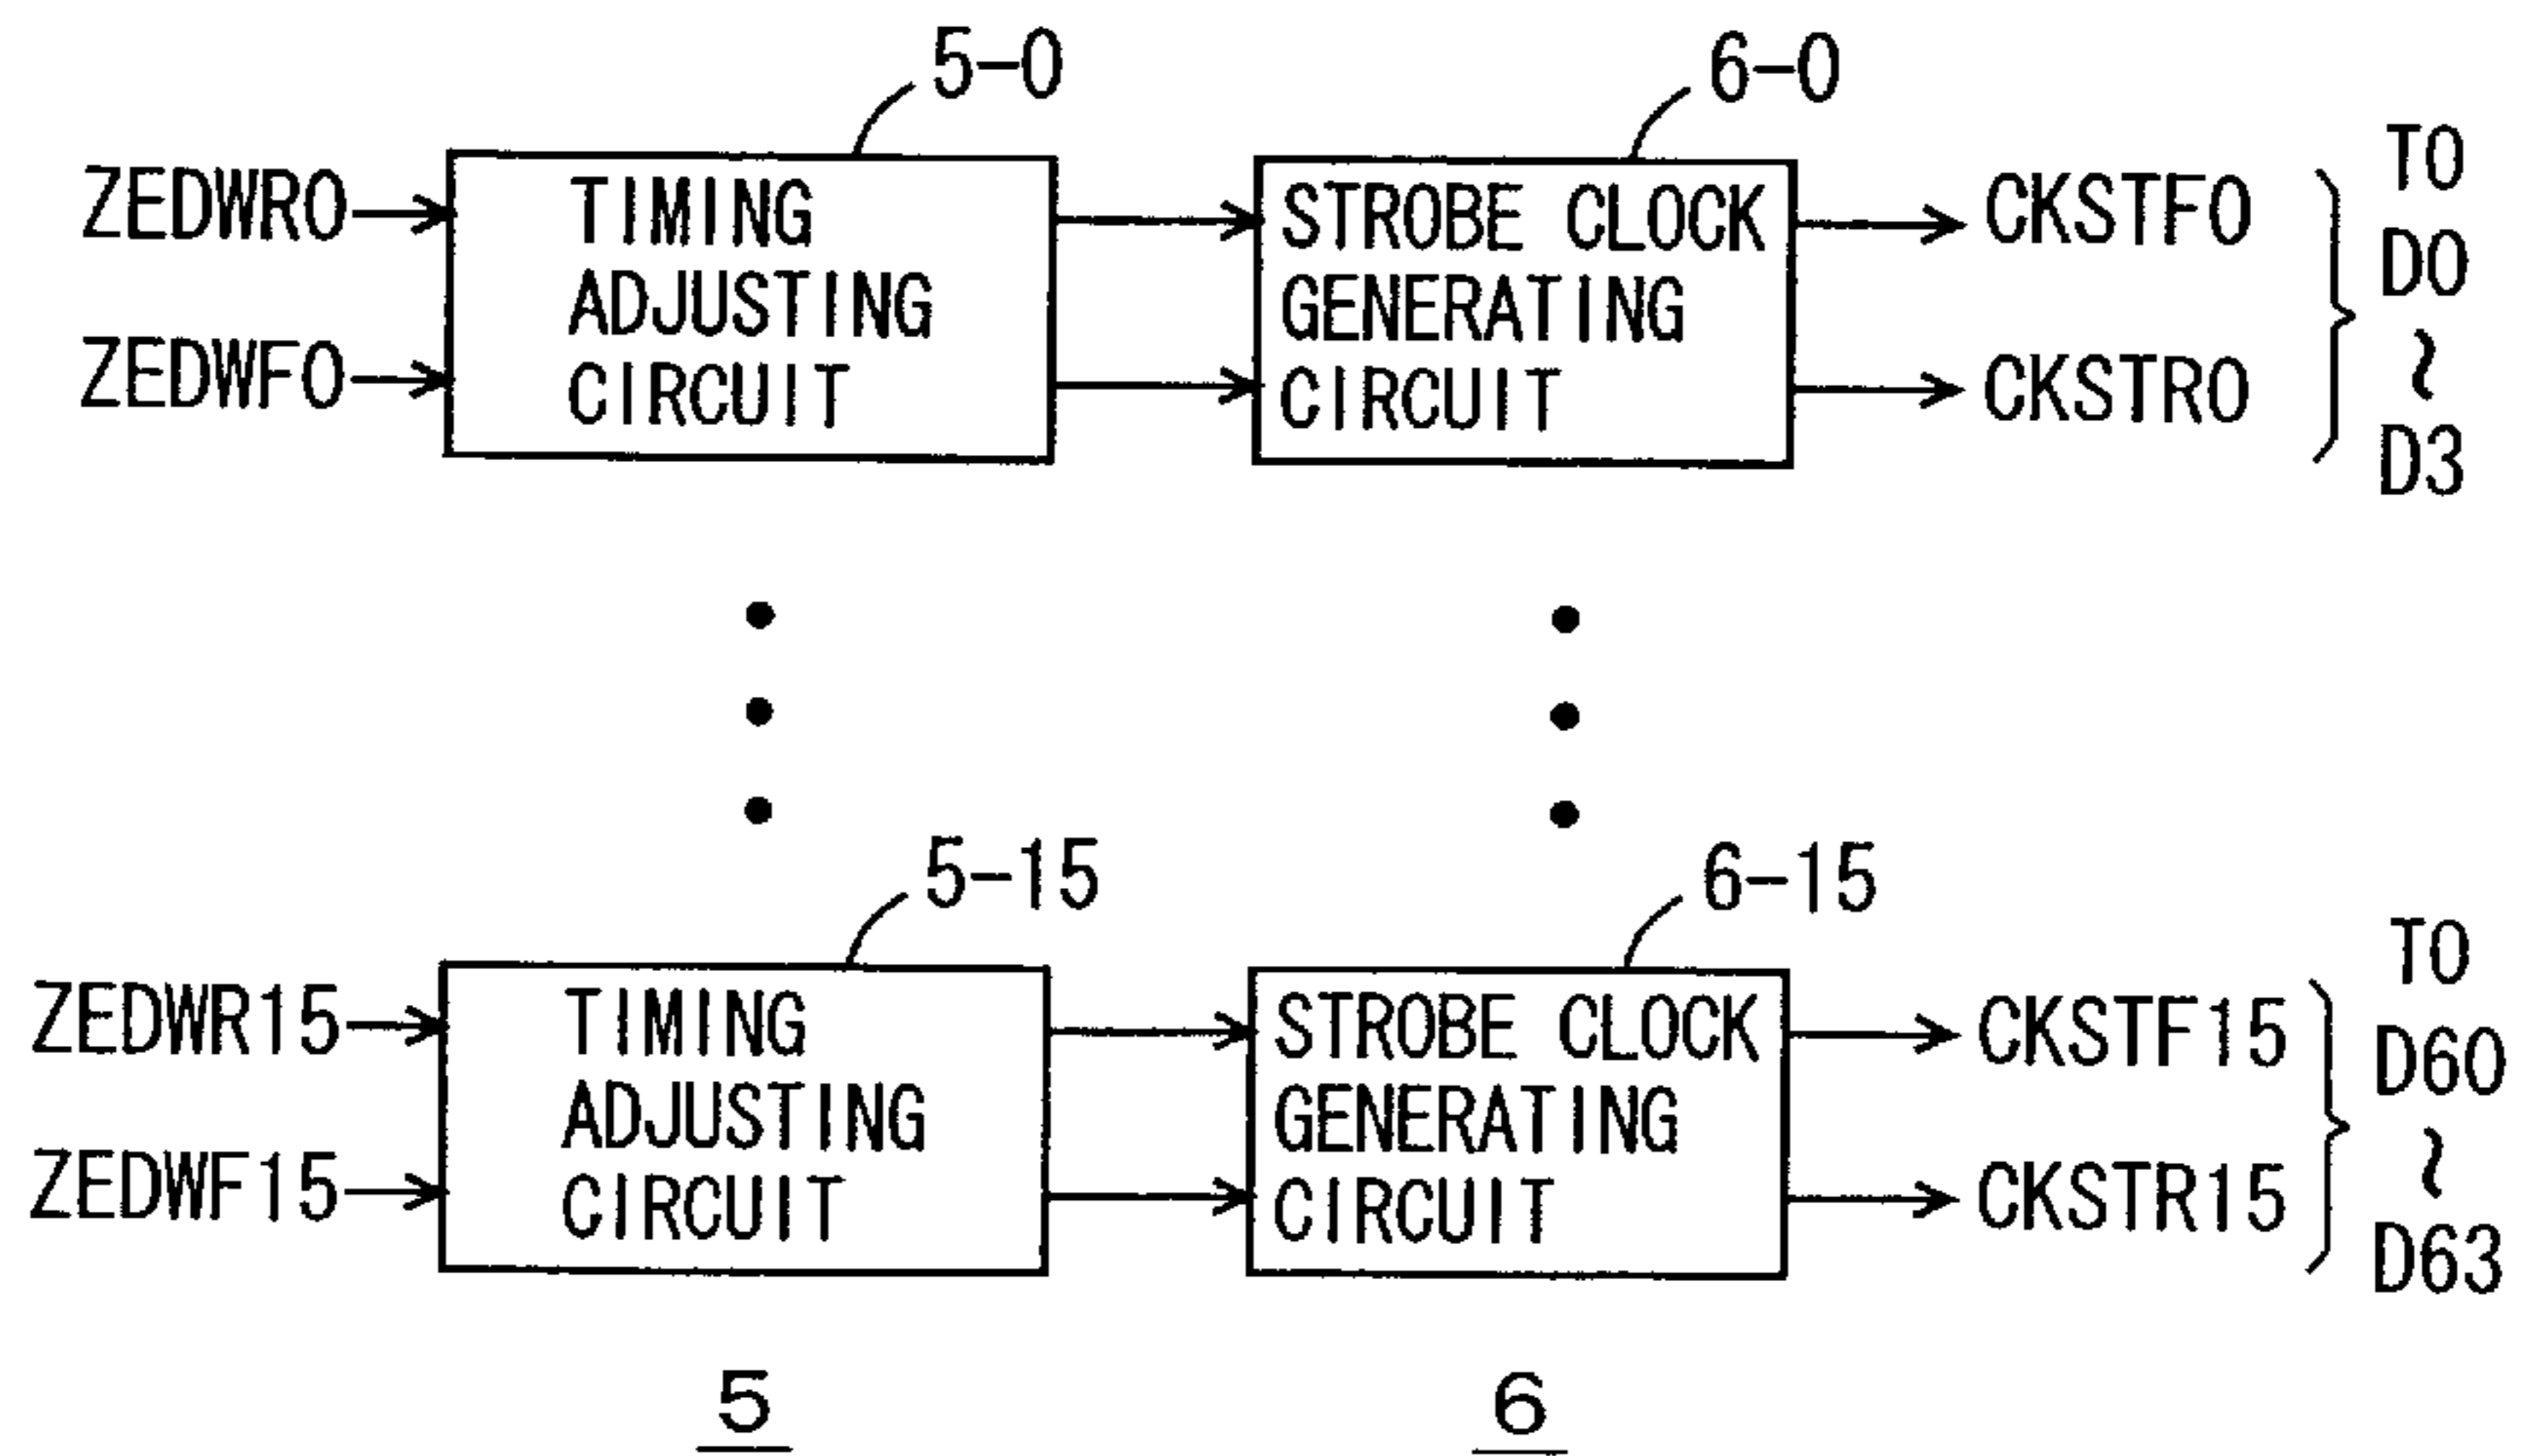 5-0
6-0
ZEDWR0
ZEDWF0
TIMING
ADJUSTING
CIRCUIT
STROBE CLOCK
GENERATING
CIRCUIT
CKSTF0
CKSTR0
TO
D0
~
D3
5-15
6-15
ZEDWR15
ZEDWF15
TIMING
ADJUSTING
CIRCUIT
STROBE CLOCK
GENERATING
CIRCUIT
CKSTF15
CKSTR15
TO
D60
~
D63
5
6